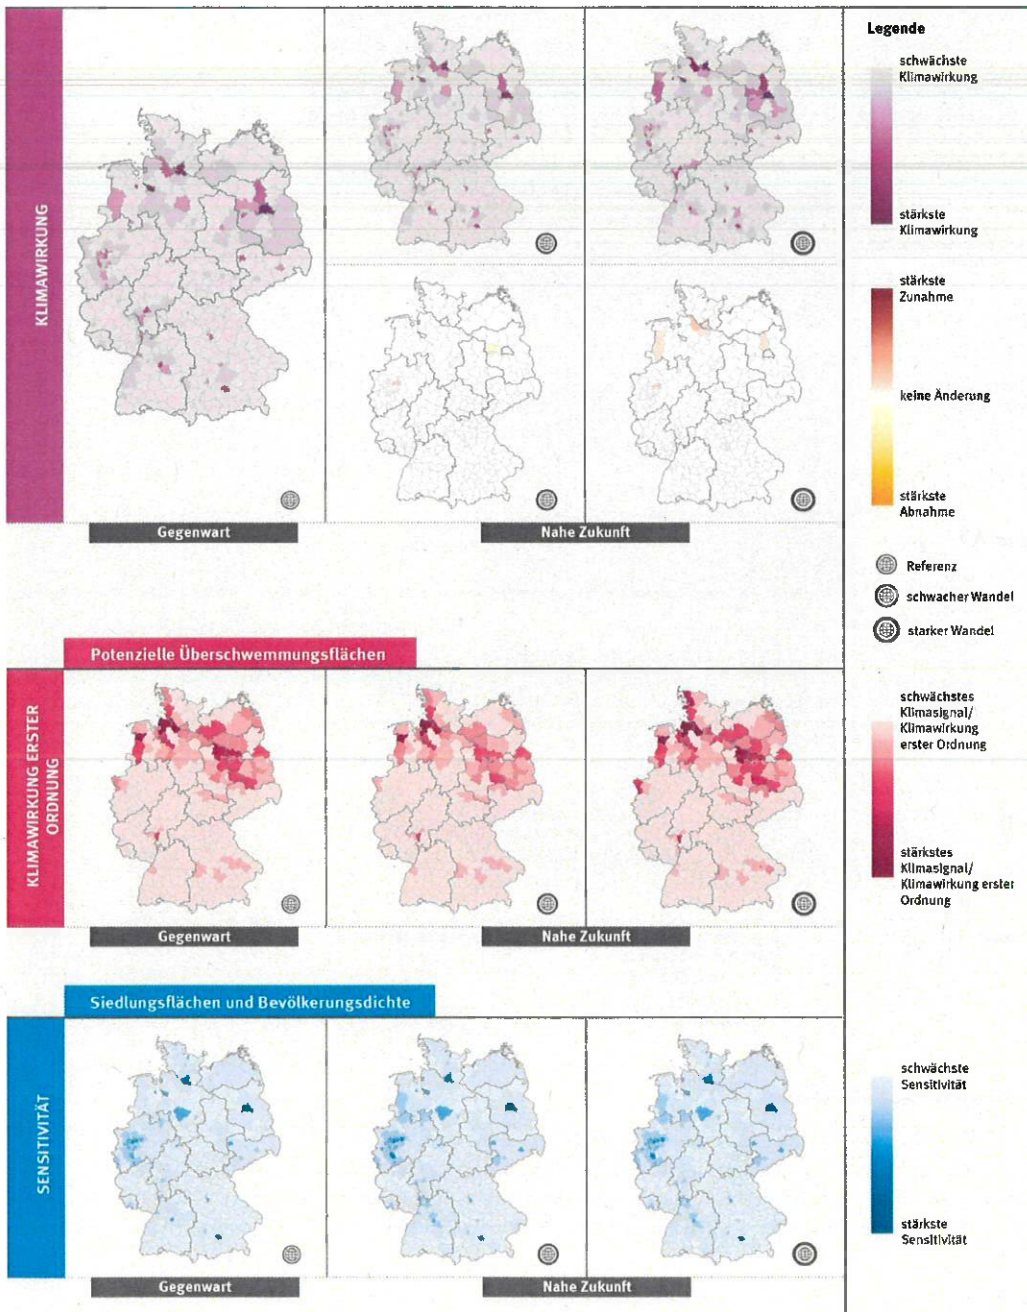 KLIMAWIRKUNG
Gegenwart
Nahe Zukunft
Potenzielle Überschwemmungsflächen
KLIMAWIRKUNG ERSTER
ORDNUNG
Gegenwart
Nahe Zukunft
Siedlungsflächen und Bevölkerungsdichte
SENSITIVITÄT
Gegenwart
Nahe Zukunft
Legende
schwächste
Klimawirkung
stärkste
Klimawirkung
stärkste
Zunahme
keine Änderung
stärkste
Abnahme
Referenz
schwacher Wandel
starker Wandel
schwächstes
Klimasignal/
Klimawirkung
erster Ordnung
stärkstes
Klimasignal/
Klimawirkung erster
Ordnung
schwächste
Sensitivität
stärkste
Sensitivität